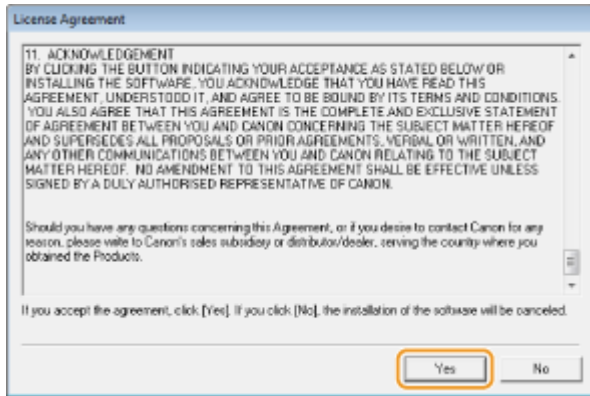 License Agreement
11. ACKNOWLEDGEMENT
BY CLICKING THE BUTTON INDICATING YOUR ACCEPTANCE AS STATED BELOW OR
INSTALLING THE SOFTWARE, YOU ACKNOWLEDGE THAT YOU HAVE READ THIS
AGREEMENT, UNDERSTOOD IT, AND AGREE TO BE BOUND BY ITS TERMS AND CONDITIONS.
YOU ALSO AGREE THAT THIS AGREEMENT IS THE COMPLETE AND EXCLUSIVE STATEMENT
OF AGREEMENT BETWEEN YOU AND CANON CONCERNING THE SUBJECT MATTER HEREOF
AND SUPERSEDES ALL PROPOSALS OR PRIOR AGREEMENTS, VERBAL OR WRITTEN, AND
ANY OTHER COMMUNICATIONS BETWEEN YOU AND CANON RELATING TO THE SUBJECT
MATTER HEREOF. NO AMENDMENT TO THIS AGREEMENT SHALL BE EFFECTIVE UNLESS
SIGNED BY A DULY AUTHORISED REPRESENTATIVE OF CANON.
Should you have any questions concerning this Agreement, or if you desire to contact Canon for any
reason, please write to Canon's sales subsidiary or distributor/dealer, serving the country where you
obtained the Products.
If you accept the agreement, click [Yes]. If you click [No], the installation of the software will be canceled.
Yes
No